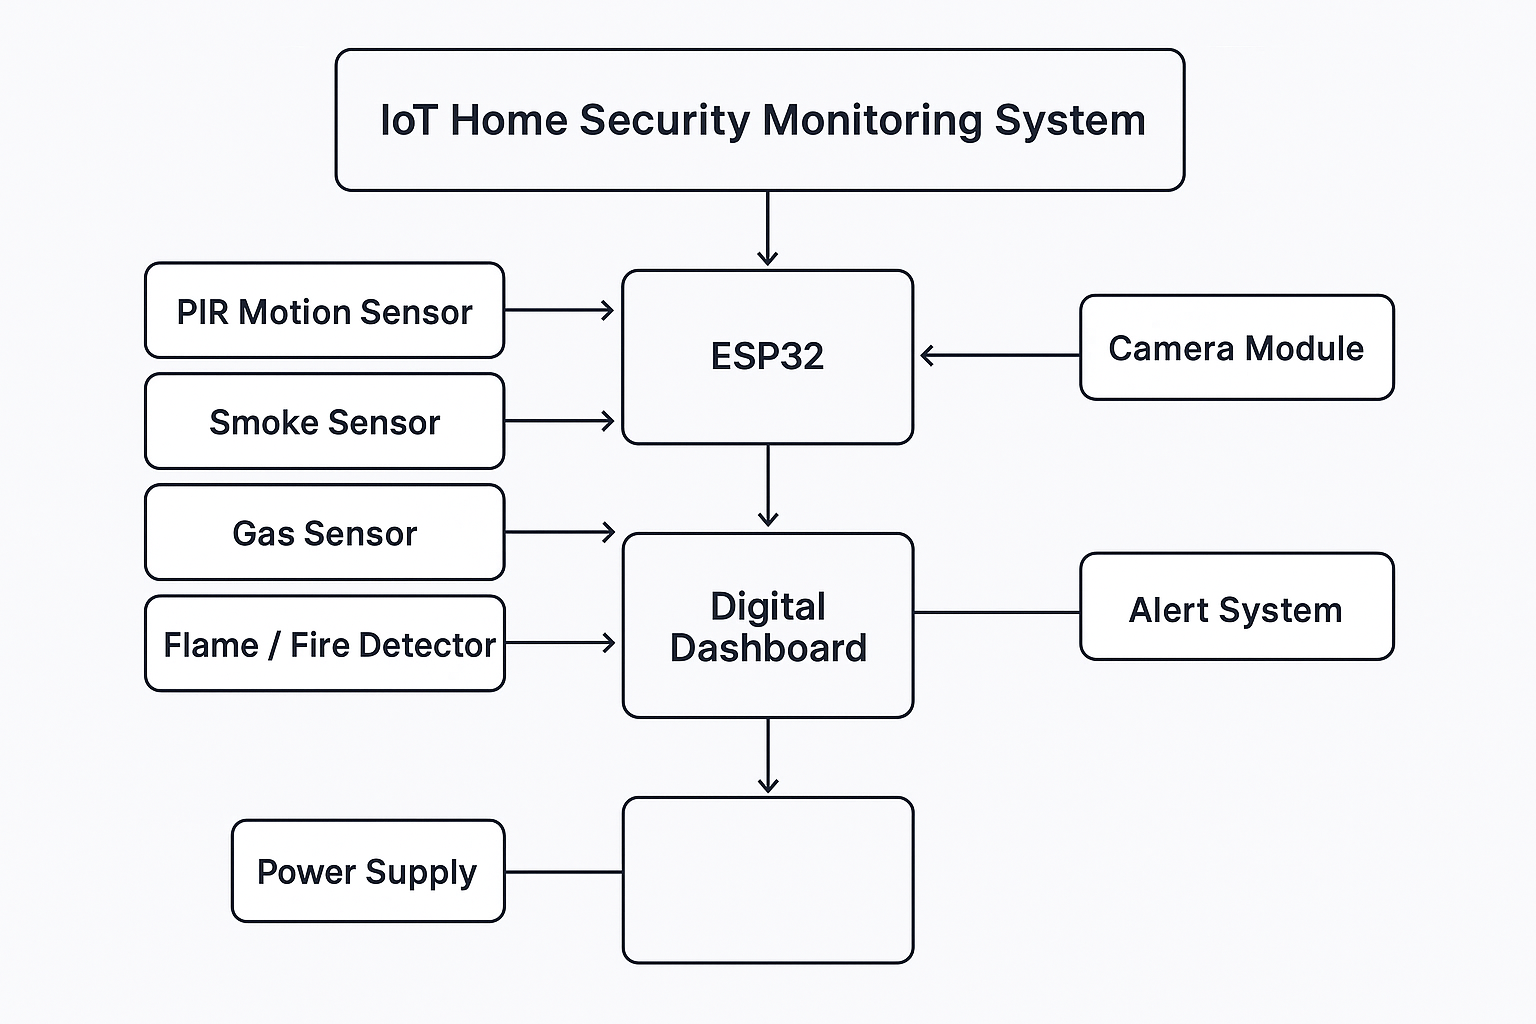 IoT Home Security Monitoring System
PIR Motion Sensor
Smoke Sensor
Gas Sensor
Flame / Fire Detector
ESP32
Camera Module
Digital
Dashboard
Alert System
Power Supply